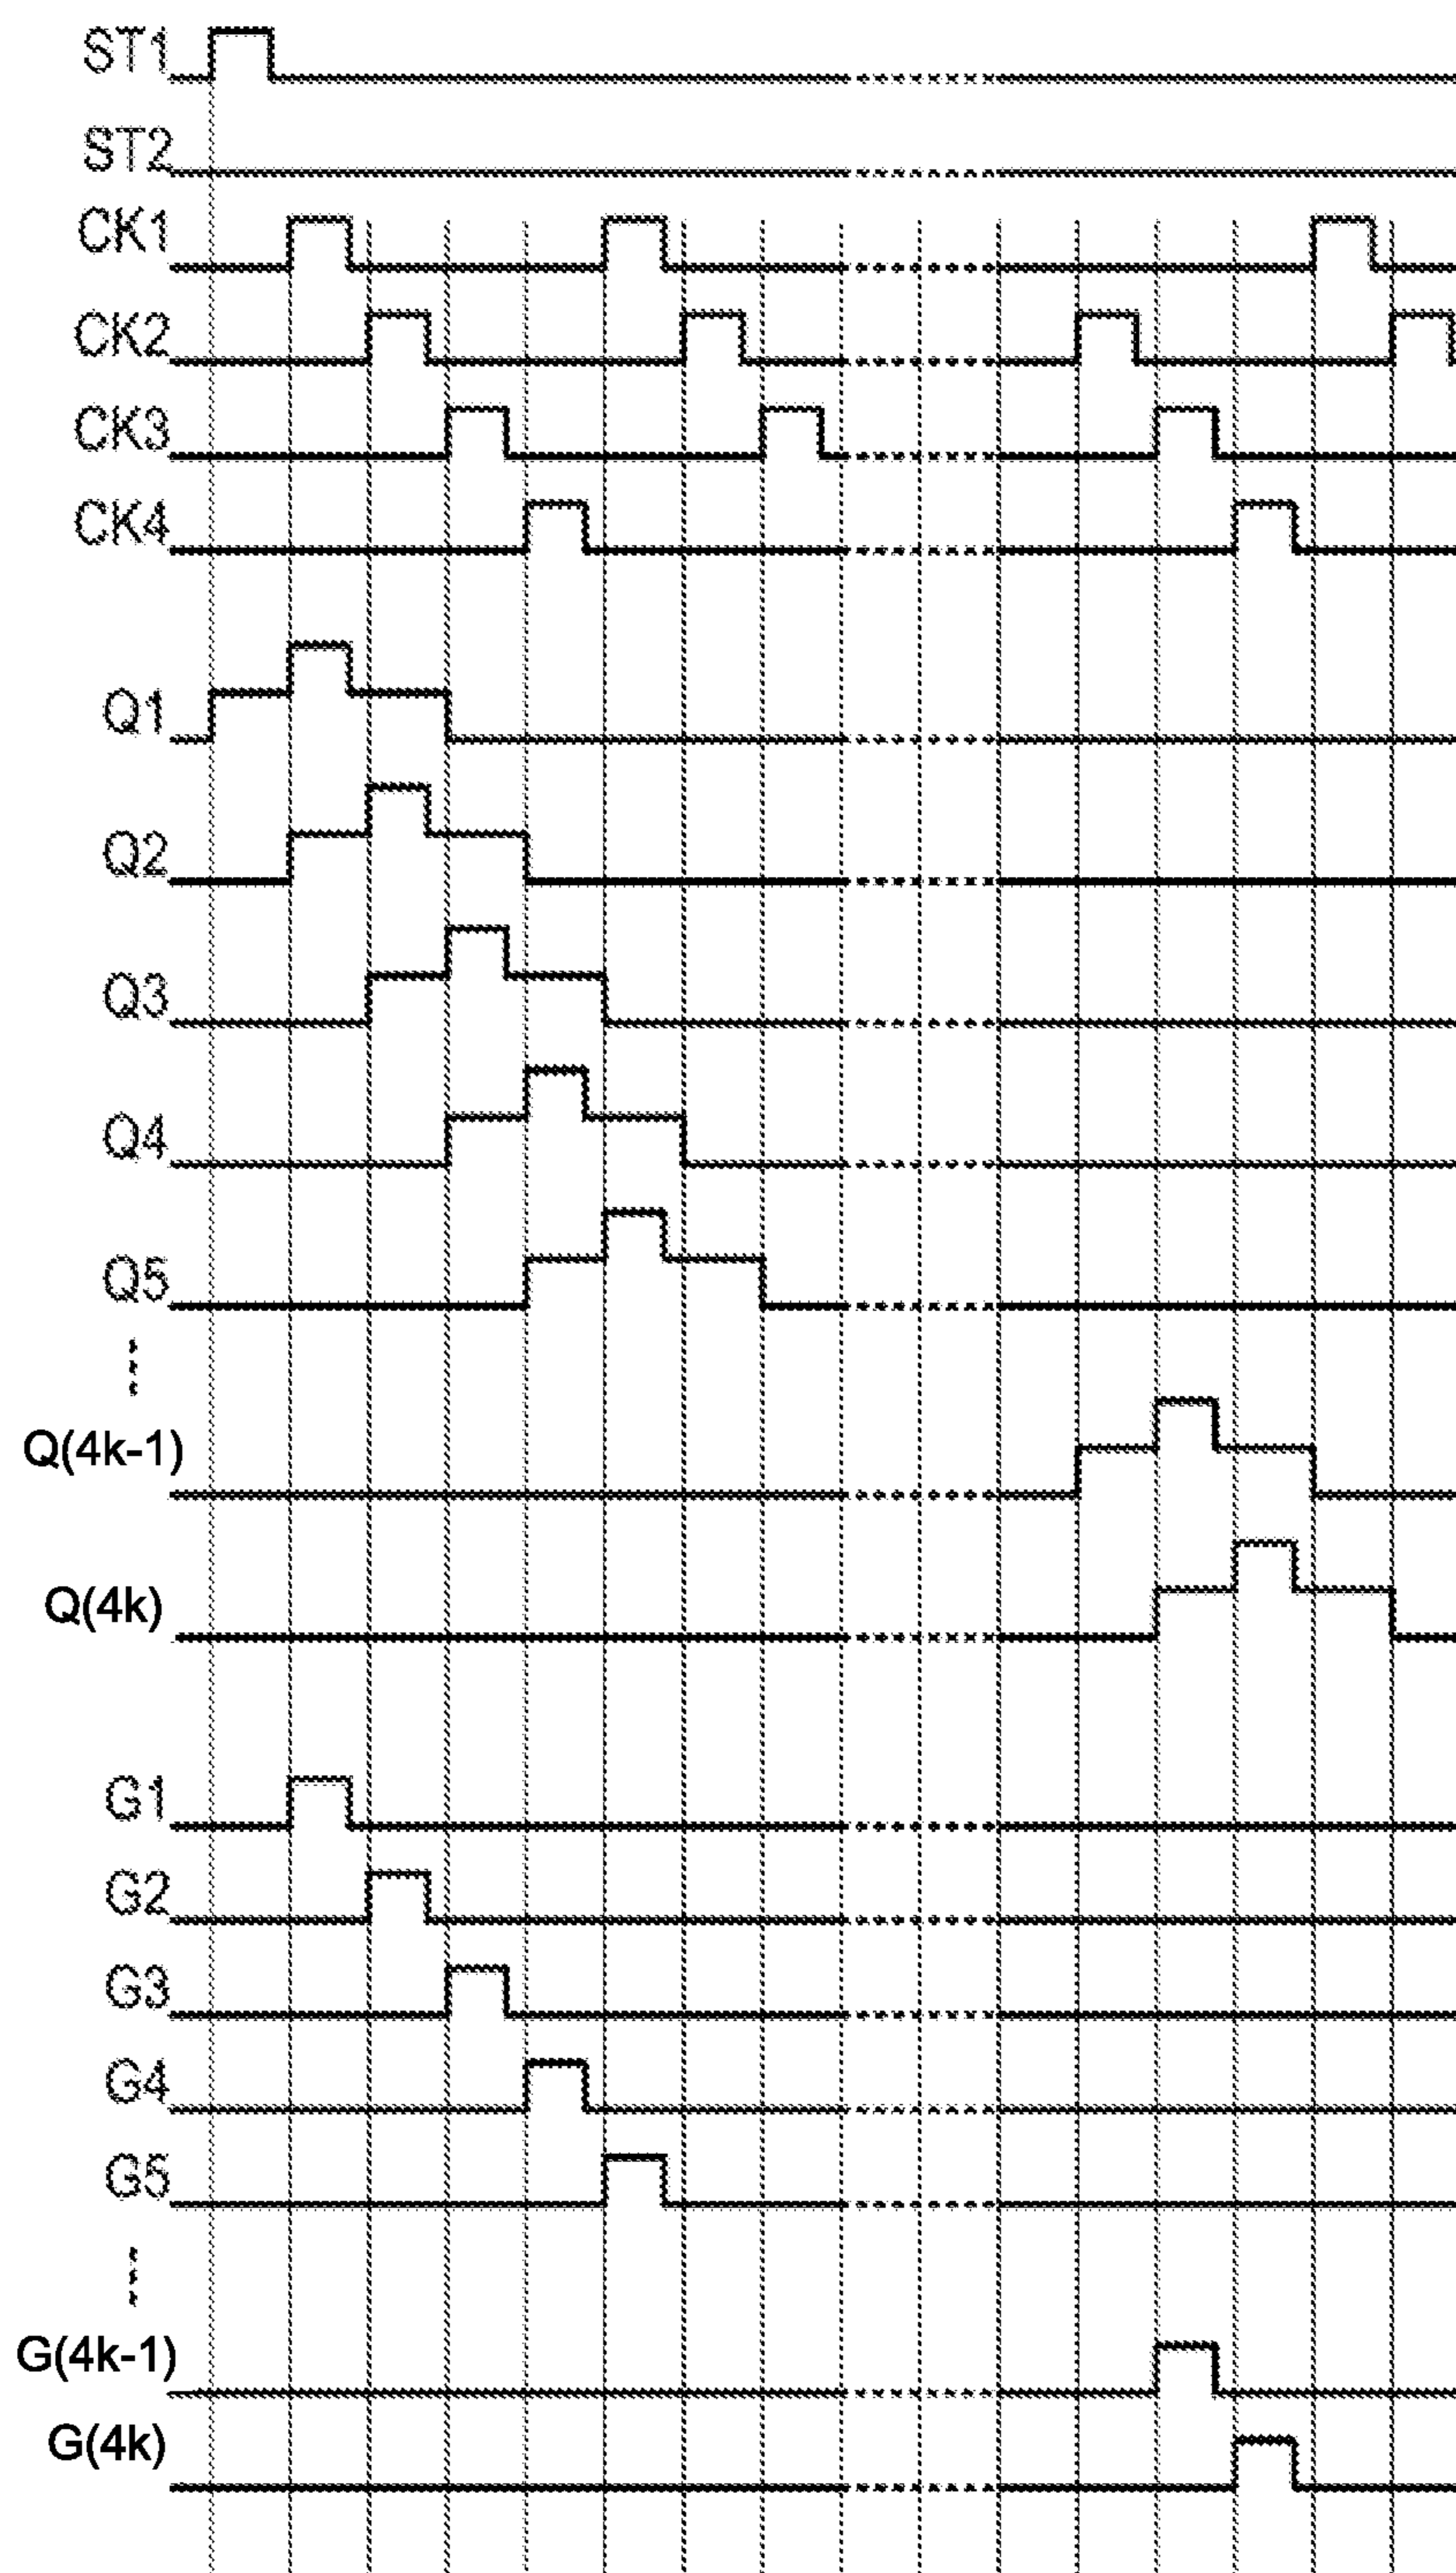 ST1
ST2
CK1
CK2
CK3
CK4
Q1
Q2
Q3
Q4
Q5
Q(4k-1)
Q(4k)
G1
G2
G3
G4
G5
G(4k-1)
G(4k)